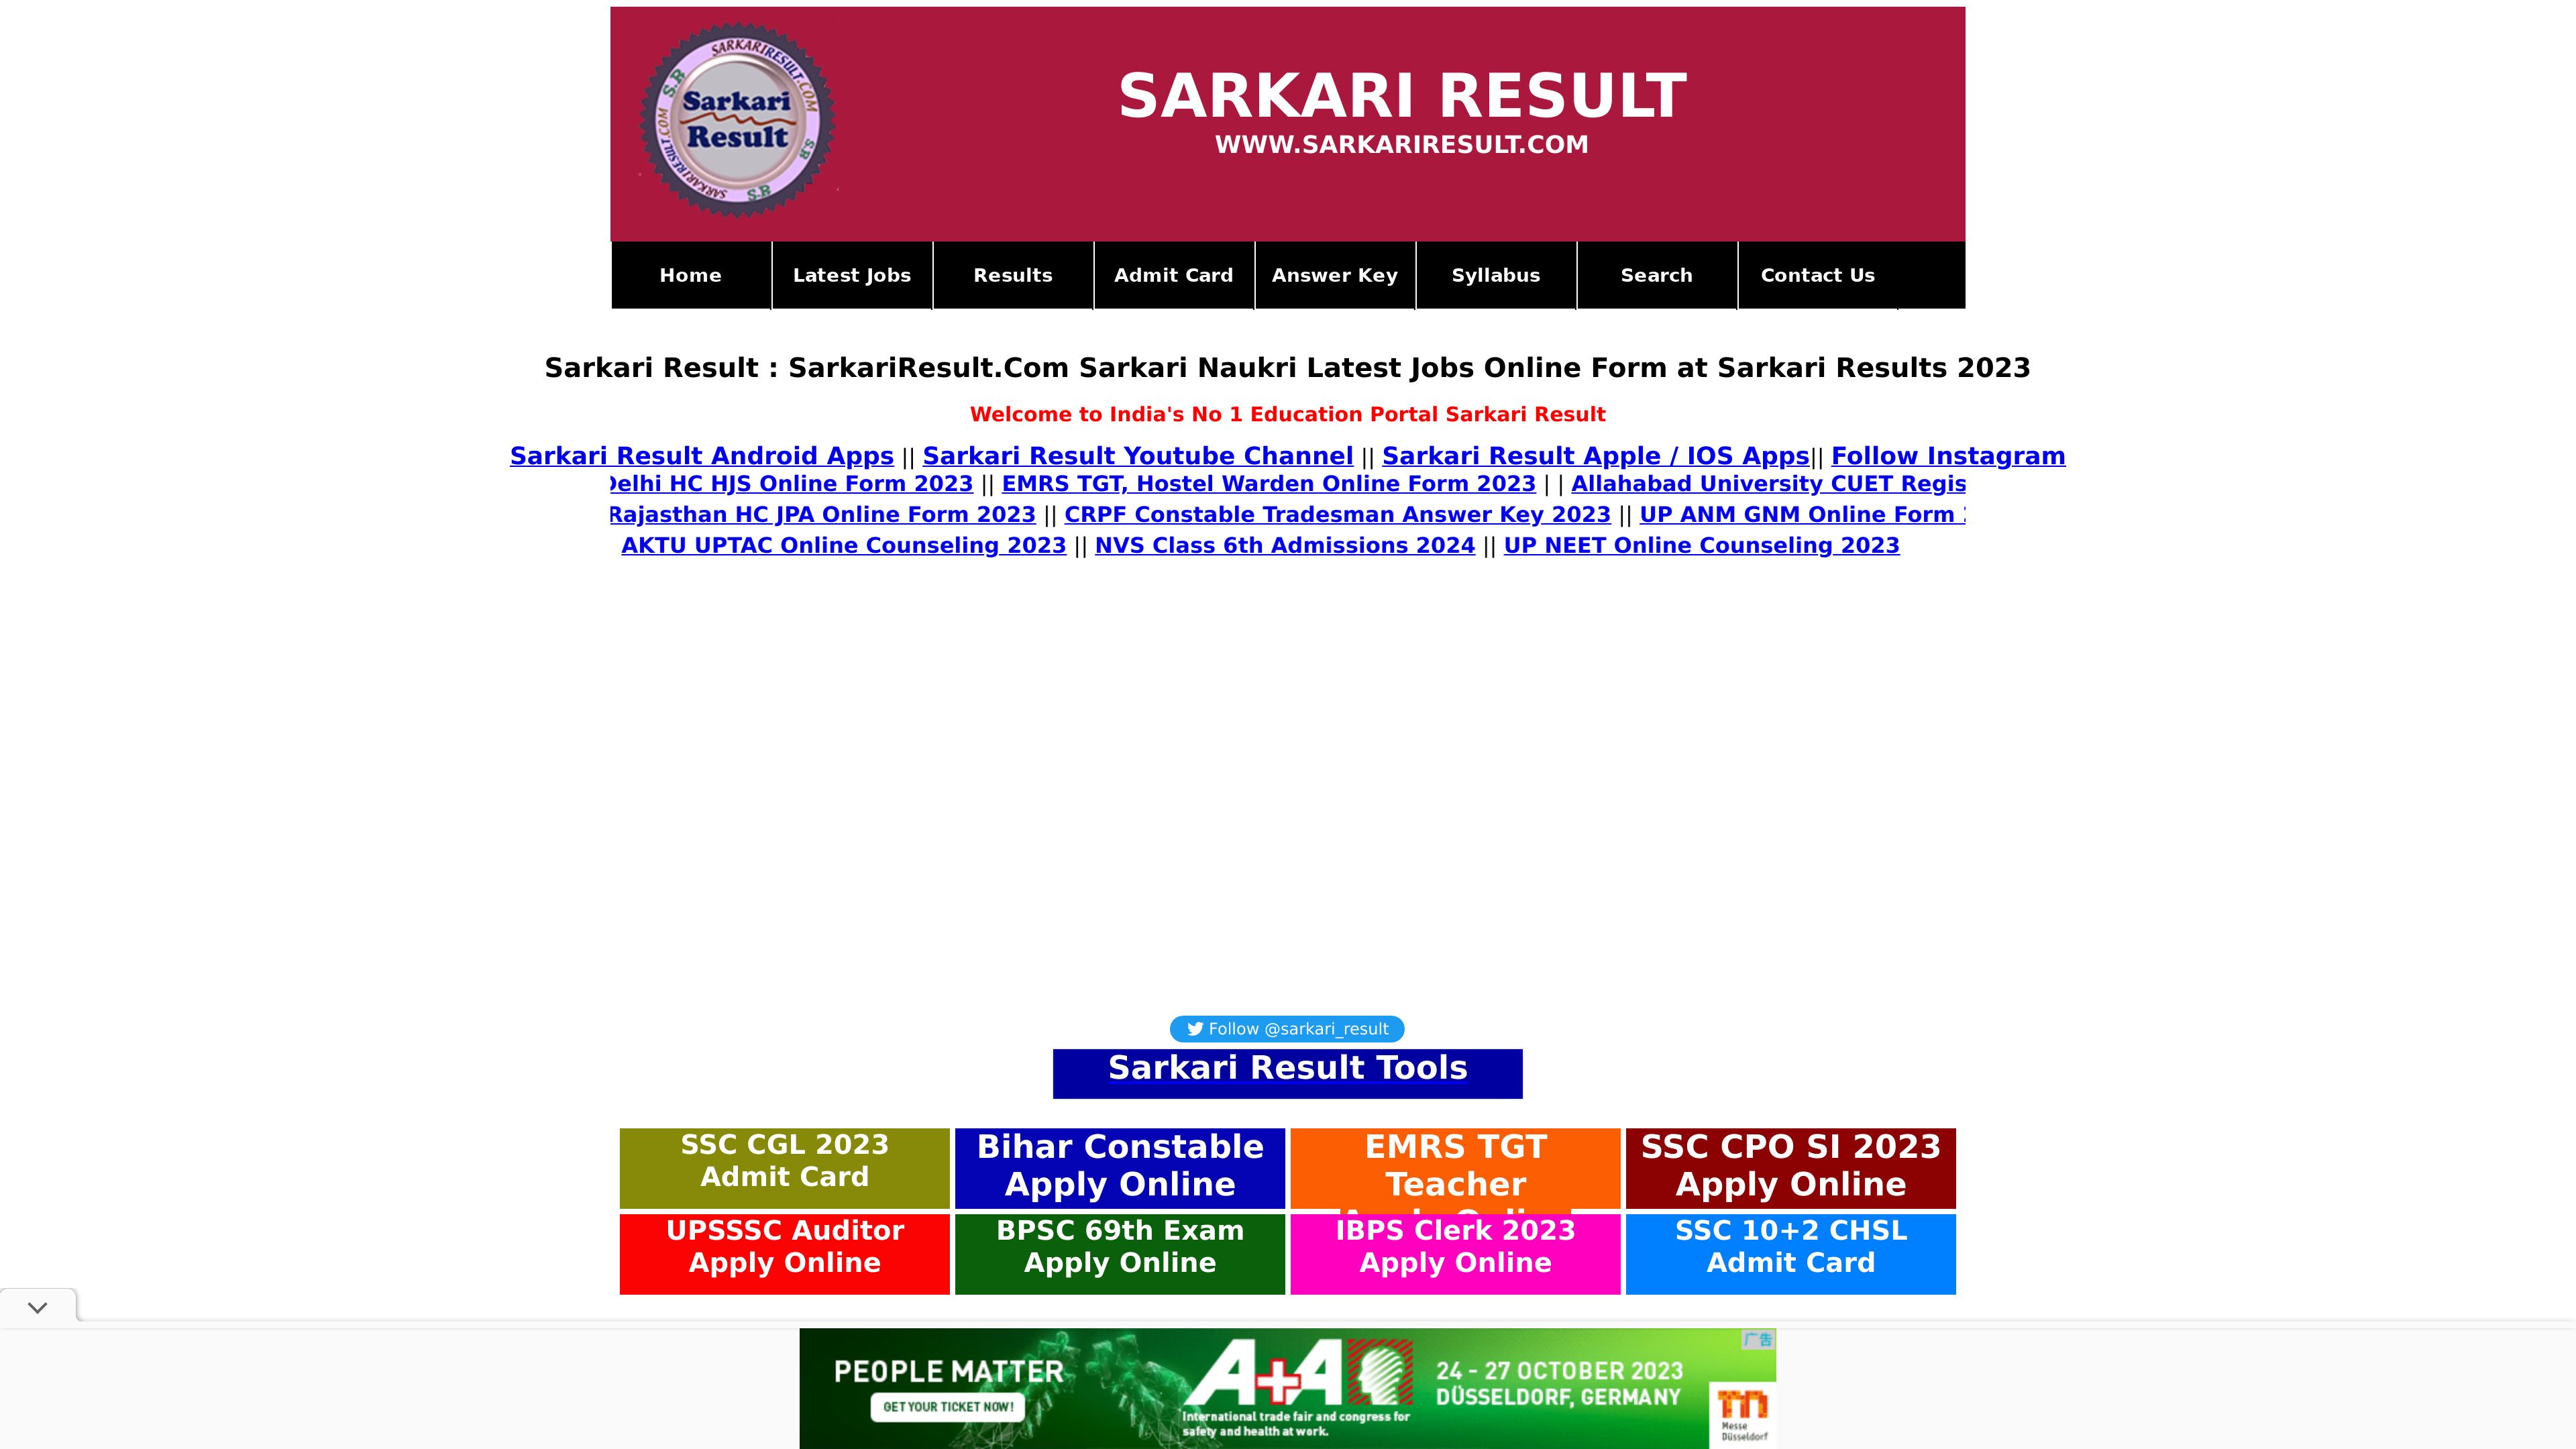 SARKARIRESULT.COM
S.R
S.R
SARKARIRESULT.COM
S.R
Sarkari
Result
SARKARI RESULT
WWW.SARKARIRESULT.COM
Home Latest Jobs Results Admit Card Answer Key Syllabus Search Contact Us
Sarkari Result : SarkariResult.Com Sarkari Naukri Latest Jobs Online Form at Sarkari Results 2023
Welcome to India's No 1 Education Portal Sarkari Result
Sarkari Result Android Apps || Sarkari Result Youtube Channel || Sarkari Result Apple / IOS Apps|| Follow Instagram
Delhi HC HJS Online Form 2023 || EMRS TGT, Hostel Warden Online Form 2023 | | Allahabad University CUET Regis
Rajasthan HC JPA Online Form 2023 || CRPF Constable Tradesman Answer Key 2023 || UP ANM GNM Online Form
AKTU UPTAC Online Counseling 2023 || NVS Class 6th Admissions 2024 || UP NEET Online Counseling 2023
Follow @sarkari_result
Sarkari Result Tools
SSC CGL 2023
Admit Card
Bihar Constable
Apply Online
EMRS TGT
Teacher
Apply Online
SSC CPO SI 2023
Apply Online
UPSSSC Auditor
Apply Online
BPSC 69th Exam
Apply Online
IBPS Clerk 2023
Apply Online
SSC 10+2 CHSL
Admit Card
PEOPLE MATTER
GET YOUR TICKET NOW!
A+A
International trade fair and congress for
safety and health at work.
24 - 27 OCTOBER 2023
DÜSSELDORF, GERMANY
广告
Messe
Düsseldorf